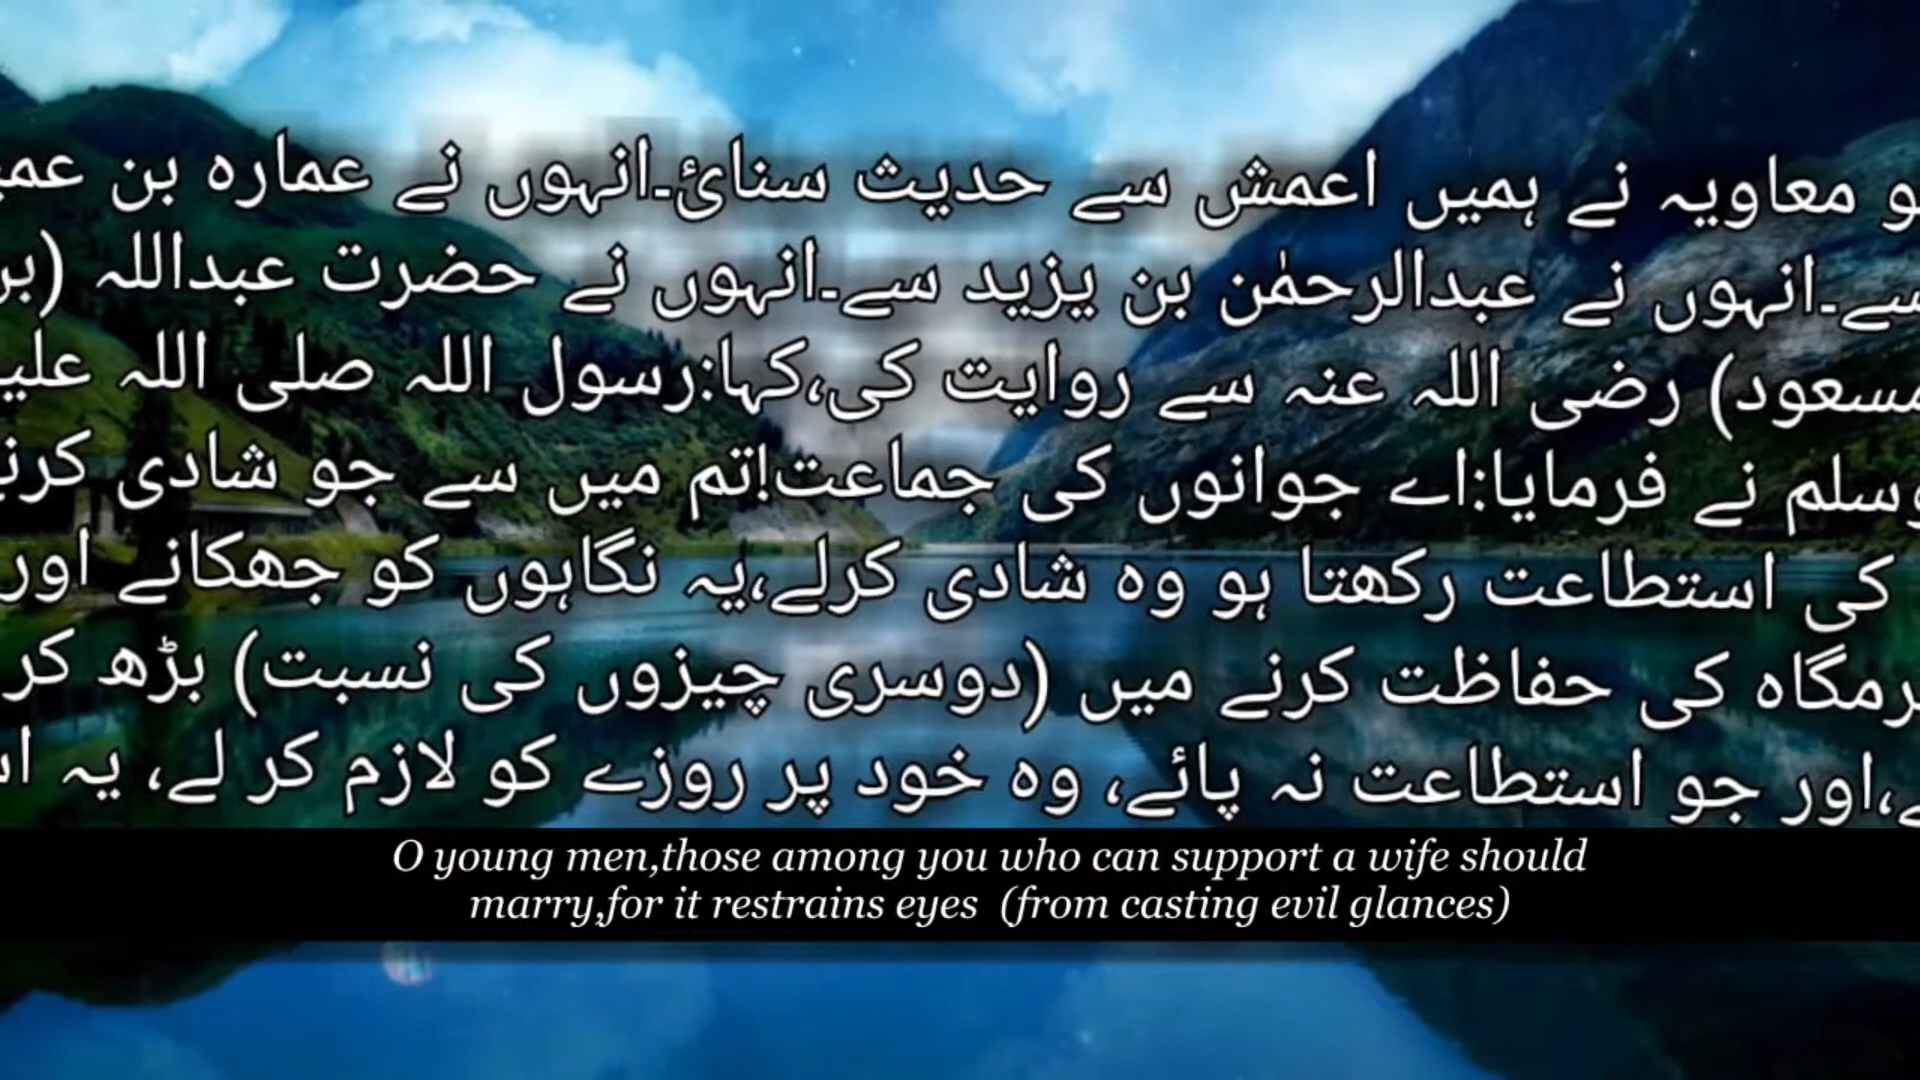 معاویہ نے ہمیں اعمش سے حدیث سنائ۔انہوں نے عمارہ بن
سے۔انہوں نے عبدالرحمٰن بن یزید سے۔انہوں نے حضرت عبداللہ
مسعود) رضی اللہ عنہ سے روایت کی،کہا:رسول اللہ صلی اللہ
وسلم نے فرمایا:اے جوانوں کی جماعت!تم میں سے جو شادی
کی استطاعت رکھتا ہو وہ شادی کرلے،یہ نگاہوں کو جھکانے اور
کی حفاظت کرنے میں (دوسری چیزوں کی نسبت) بڑھ کر
،اور جو استطاعت نہ پائے، وہ خود پر روزے کو لازم کر لے، یہ
O young men,those among you who can support a wife should
marry,for it restrains eyes (from casting evil glances)